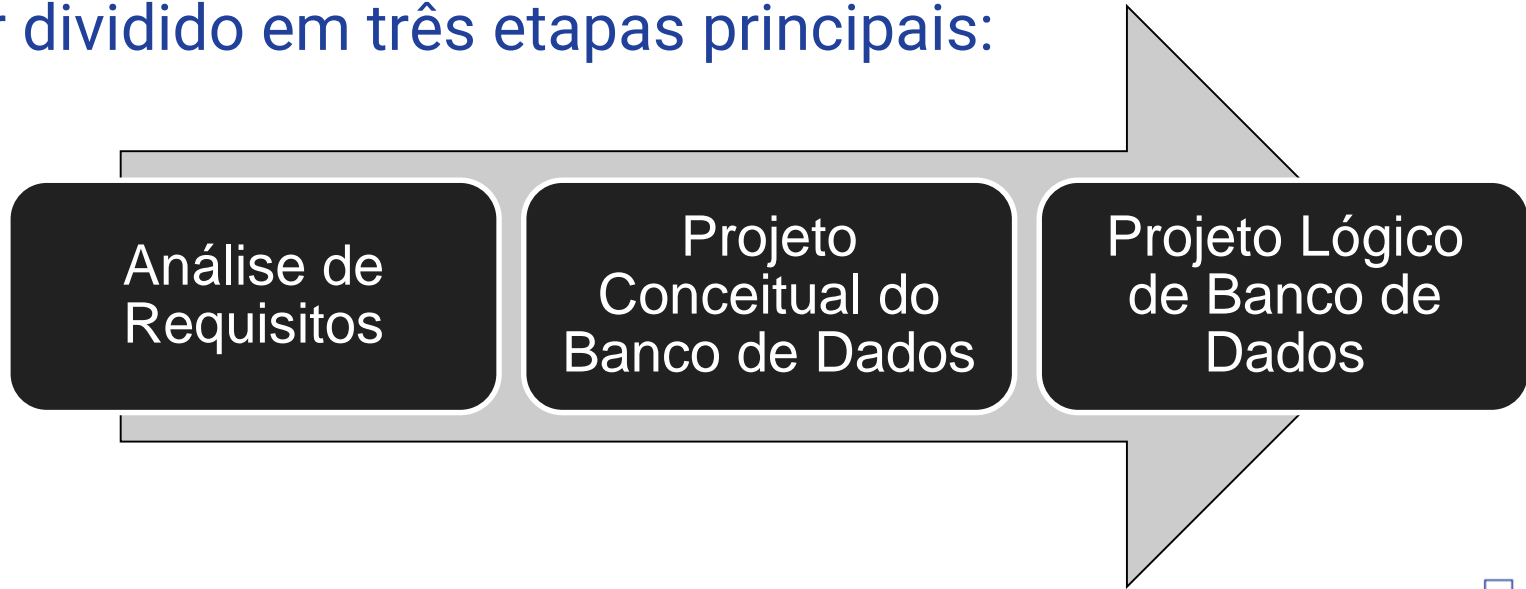 r dividido em três etapas principais:
Análise de
Requisitos
Projeto
Conceitual do
Banco de Dados
Projeto Lógico
de Banco de
Dados